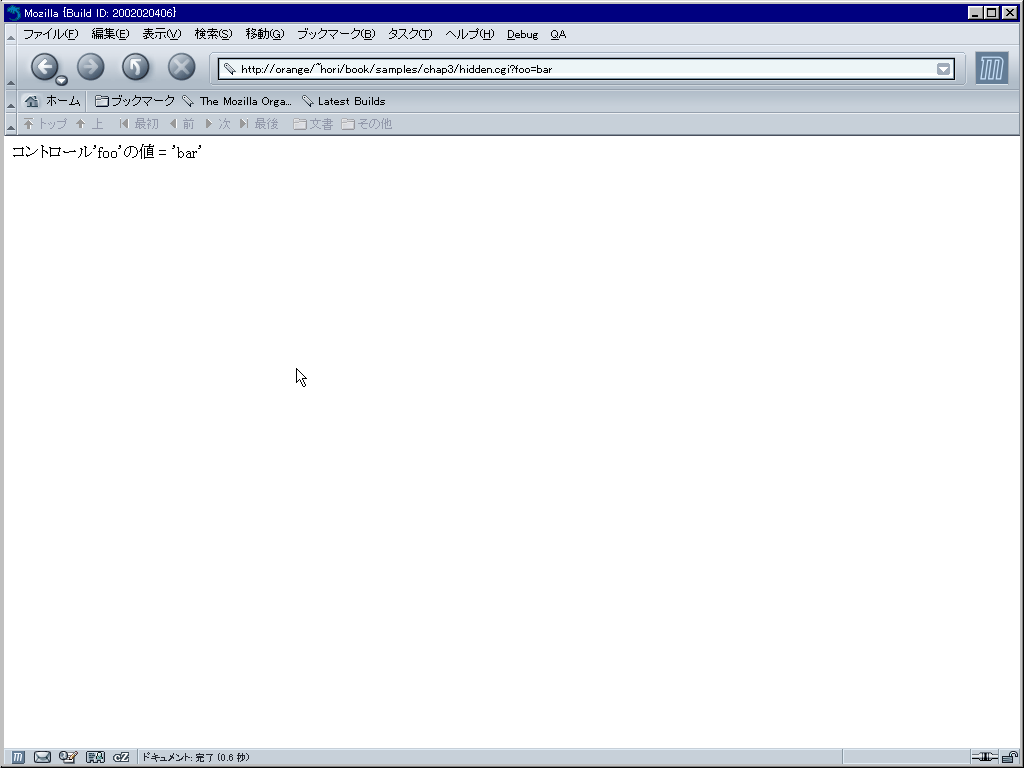 Mozilla {Build ID: 2002020406}
ファイル(F) 編集(E) 表示(V) 検索(S) 移動(G) ブックマーク(B) タスク(T) ヘルプ(H) Debug QA
http://orange/~hori/book/samples/chap3/hidden.cgi?foo=bar
ホーム ブックマーク The Mozilla Orga... Latest Builds
トップ 上 最初 前 次 最後 文書 その他
コントロール'foo'の値 = 'bar'
ドキュメント: 完了 (0.6 秒)